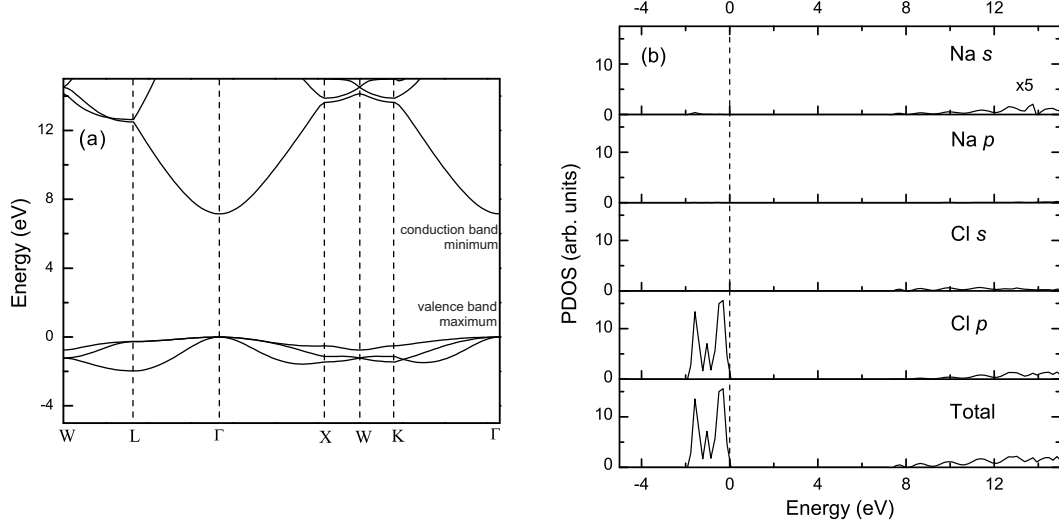 (a)
Energy (eV)
12
8
4
0
-4
conduction band
minimum
valence band
maximum
W L Γ X W K Γ
-4 0 4 8 12
(b)
PDOS (arb. units)
Na s
x5
10
0
Na p
10
0
Cl s
10
0
Cl p
10
0
Total
10
0
-4 0 4 8 12
Energy (eV)